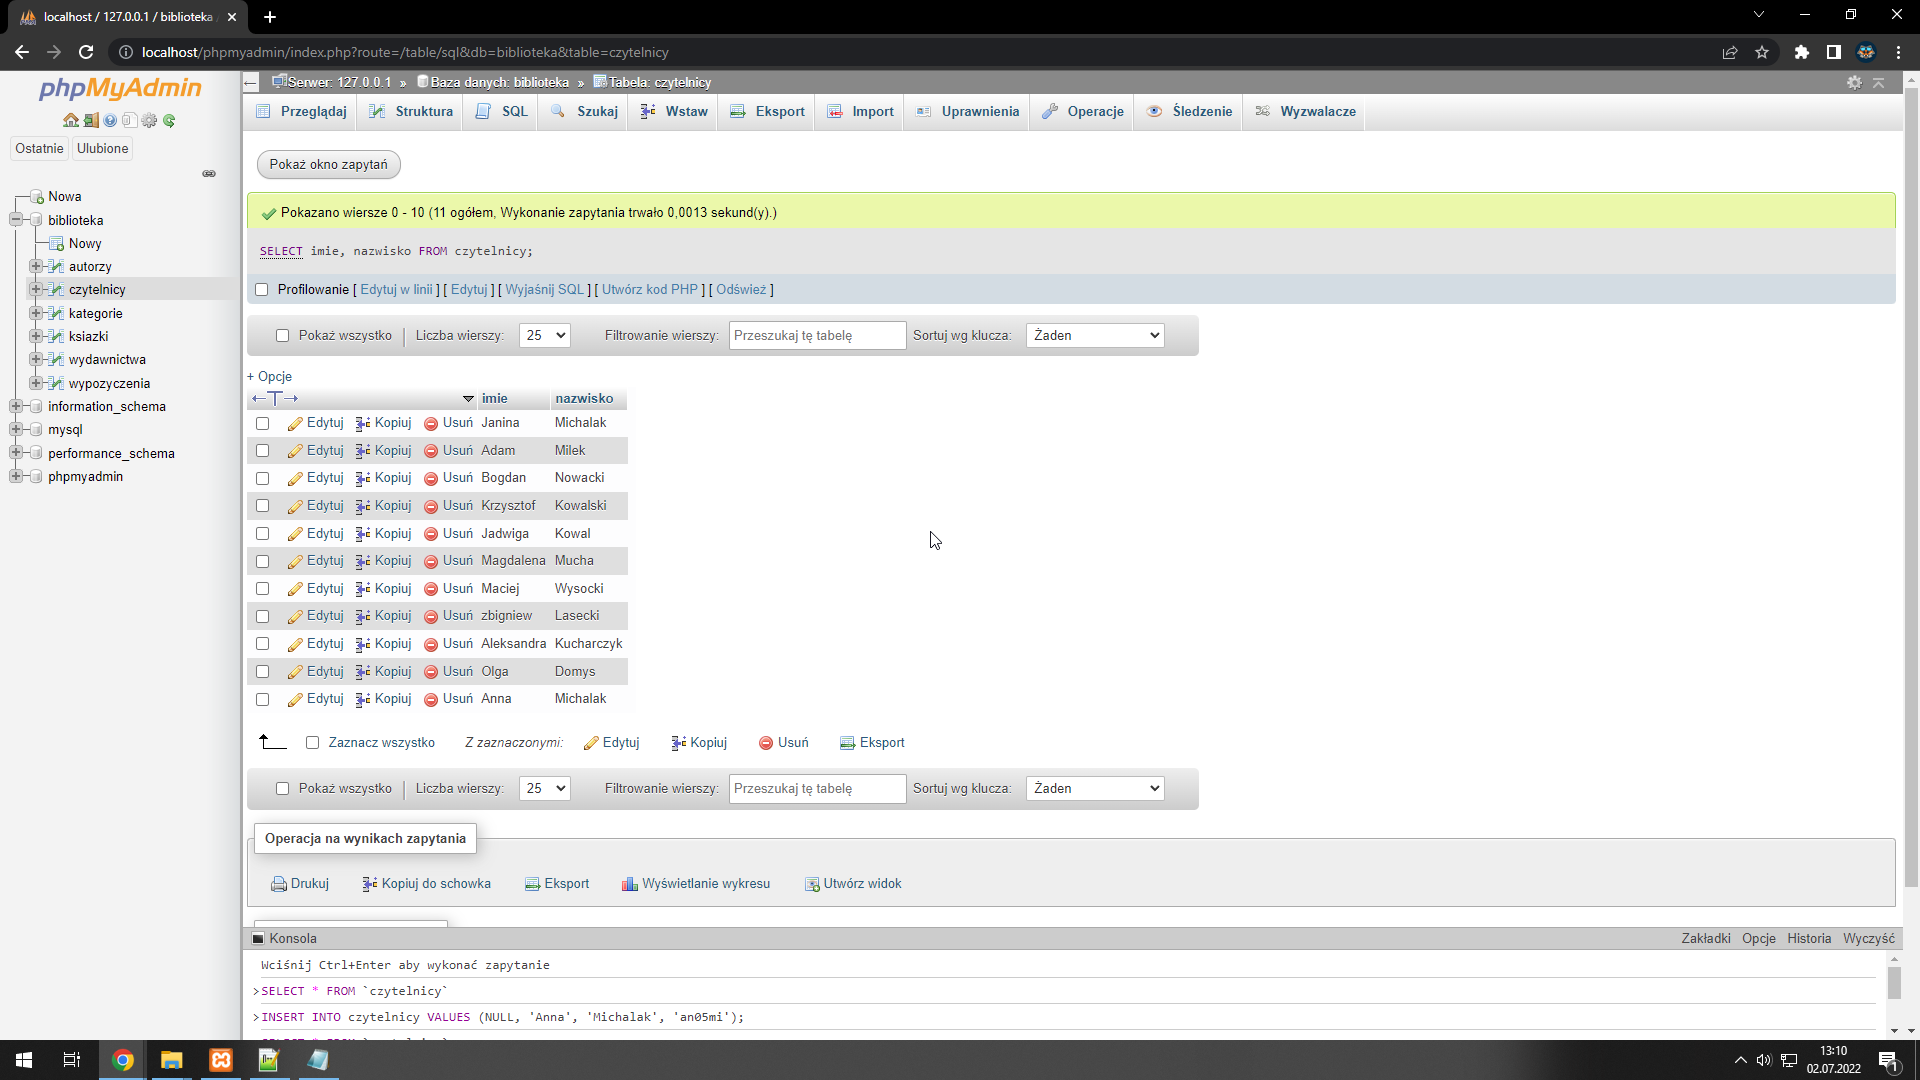 localhost / 127.0.0.1 / biblioteka
localhost/phpmyadmin/index.php?route=/table/sql&db=biblioteka&table=czytelnicy
phpMyAdmin
Ostatnie Ulubione
Nowa
biblioteka
Nowy
autorzy
czytelnicy
kategorie
ksiazki
wydawnictwa
wypozyczenia
information_schema
mysql
performance_schema
phpmyadmin
Serwer: 127.0.0.1 » Baza danych: biblioteka » Tabela: czytelnicy
Przeglądaj Struktura SQL Szukaj Wstaw Eksport Import Uprawnienia Operacje Śledzenie Wyzwalacze
Pokaż okno zapytań
Pokazano wiersze 0 - 10 (11 ogółem, Wykonanie zapytania trwało 0,0013 sekund(y).)
SELECT imie, nazwisko FROM czytelnicy;
Profilowanie [ Edytuj w linii ] [ Edytuj ] [ Wyjaśnij SQL ] [ Utwórz kod PHP ] [ Odśwież ]
Pokaż wszystko | Liczba wierszy: 25 Filtrowanie wierszy: Przeszukaj tę tabelę Sortuj wg klucza: Żaden
+ Opcje
←T→ imie nazwisko
Edytuj Kopiuj Usuń Janina Michalak
Edytuj Kopiuj Usuń Adam Milek
Edytuj Kopiuj Usuń Bogdan Nowacki
Edytuj Kopiuj Usuń Krzysztof Kowalski
Edytuj Kopiuj Usuń Jadwiga Kowal
Edytuj Kopiuj Usuń Magdalena Mucha
Edytuj Kopiuj Usuń Maciej Wysocki
Edytuj Kopiuj Usuń zbigniew Lasecki
Edytuj Kopiuj Usuń Aleksandra Kucharczyk
Edytuj Kopiuj Usuń Olga Domys
Edytuj Kopiuj Usuń Anna Michalak
Zaznacz wszystko Z zaznaczonymi: Edytuj Kopiuj Usuń Eksport
Pokaż wszystko | Liczba wierszy: 25 Filtrowanie wierszy: Przeszukaj tę tabelę Sortuj wg klucza: Żaden
Operacja na wynikach zapytania
Drukuj Kopiuj do schowka Eksport Wyświetlanie wykresu Utwórz widok
Konsola Zakładki Opcje Historia Wyczyść
Wciśnij Ctrl+Enter aby wykonać zapytanie
>SELECT * FROM `czytelnicy`
>INSERT INTO czytelnicy VALUES (NULL, 'Anna', 'Michalak', 'an05mi');
13:10
02.07.2022
1